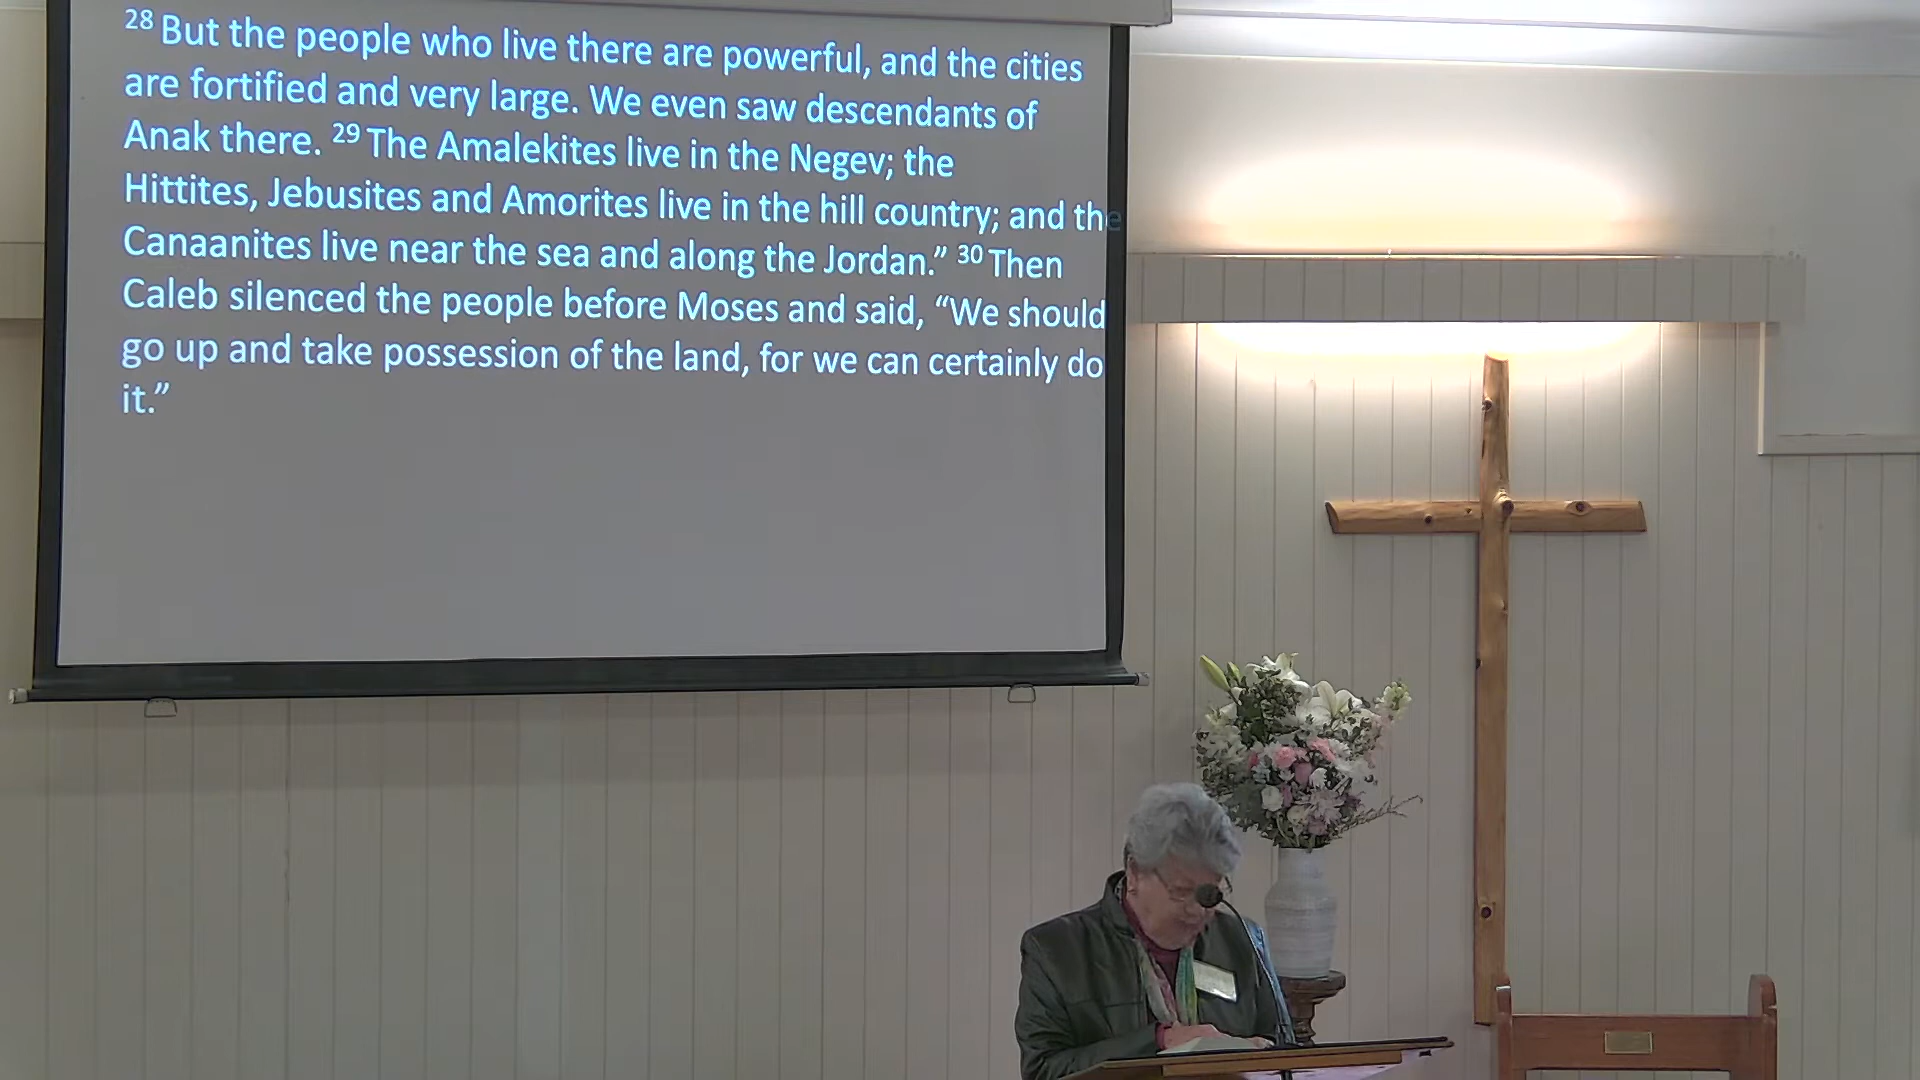 28 But the people who live there are powerful, and the cities
are fortified and very large. We even saw descendants of
Anak there. 29 The Amalekites live in the Negev; the
Hittites, Jebusites and Amorites live in the hill country; and the
Canaanites live near the sea and along the Jordan.” 30 Then
Caleb silenced the people before Moses and said, “We should
go up and take possession of the land, for we can certainly do
it.”